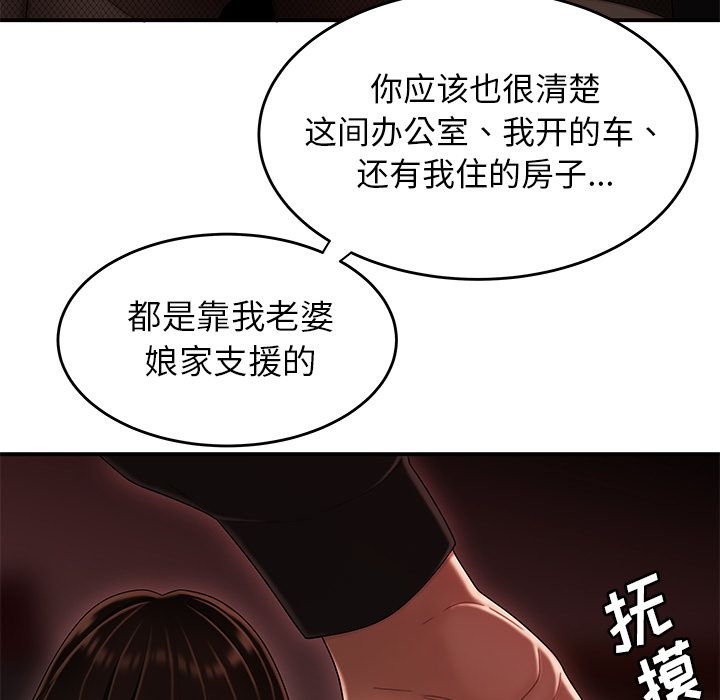 你应该也很清楚
这间办公室、我开的车、
还有我住的房子...
都是靠我老婆
娘家支援的
抚摸